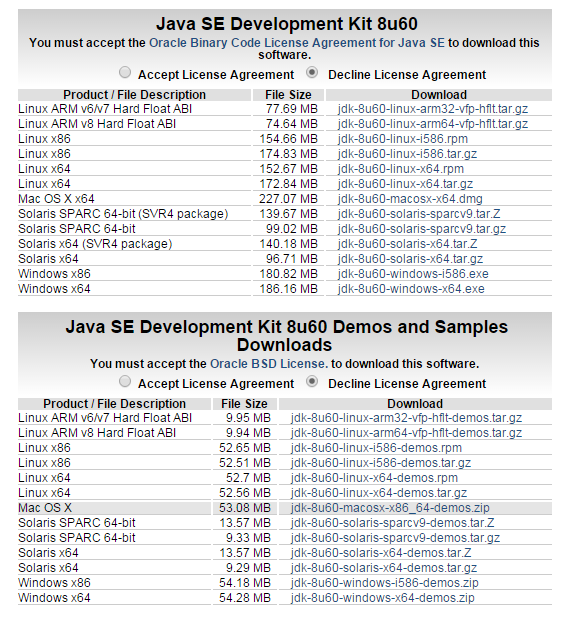 Java SE Development Kit 8u60
You must accept the Oracle Binary Code License Agreement for Java SE to download this
software.
Accept License Agreement Decline License Agreement
Product / File Description File Size Download
Linux ARM v6/v7 Hard Float ABI 77.69 MB jdk-8u60-linux-arm32-vfp-hflt.tar.gz
Linux ARM v8 Hard Float ABI 74.64 MB jdk-8u60-linux-arm64-vfp-hflt.tar.gz
Linux x86 154.66 MB jdk-8u60-linux-i586.rpm
Linux x86 174.83 MB jdk-8u60-linux-i586.tar.gz
Linux x64 152.67 MB jdk-8u60-linux-x64.rpm
Linux x64 172.84 MB jdk-8u60-linux-x64.tar.gz
Mac OS X x64 227.07 MB jdk-8u60-macosx-x64.dmg
Solaris SPARC 64-bit (SVR4 package) 139.67 MB jdk-8u60-solaris-sparcv9.tar.Z
Solaris SPARC 64-bit 99.02 MB jdk-8u60-solaris-sparcv9.tar.gz
Solaris x64 (SVR4 package) 140.18 MB jdk-8u60-solaris-x64.tar.Z
Solaris x64 96.71 MB jdk-8u60-solaris-x64.tar.gz
Windows x86 180.82 MB jdk-8u60-windows-i586.exe
Windows x64 186.16 MB jdk-8u60-windows-x64.exe
Java SE Development Kit 8u60 Demos and Samples
Downloads
You must accept the Oracle BSD License. to download this software.
Accept License Agreement Decline License Agreement
Product / File Description File Size Download
Linux ARM v6/v7 Hard Float ABI 9.95 MB jdk-8u60-linux-arm32-vfp-hflt-demos.tar.gz
Linux ARM v8 Hard Float ABI 9.94 MB jdk-8u60-linux-arm64-vfp-hflt-demos.tar.gz
Linux x86 52.65 MB jdk-8u60-linux-i586-demos.rpm
Linux x86 52.51 MB jdk-8u60-linux-i586-demos.tar.gz
Linux x64 52.7 MB jdk-8u60-linux-x64-demos.rpm
Linux x64 52.56 MB jdk-8u60-linux-x64-demos.tar.gz
Mac OS X 53.08 MB jdk-8u60-macosx-x86_64-demos.zip
Solaris SPARC 64-bit 13.57 MB jdk-8u60-solaris-sparcv9-demos.tar.Z
Solaris SPARC 64-bit 9.33 MB jdk-8u60-solaris-sparcv9-demos.tar.gz
Solaris x64 13.57 MB jdk-8u60-solaris-x64-demos.tar.Z
Solaris x64 9.29 MB jdk-8u60-solaris-x64-demos.tar.gz
Windows x86 54.18 MB jdk-8u60-windows-i586-demos.zip
Windows x64 54.28 MB jdk-8u60-windows-x64-demos.zip